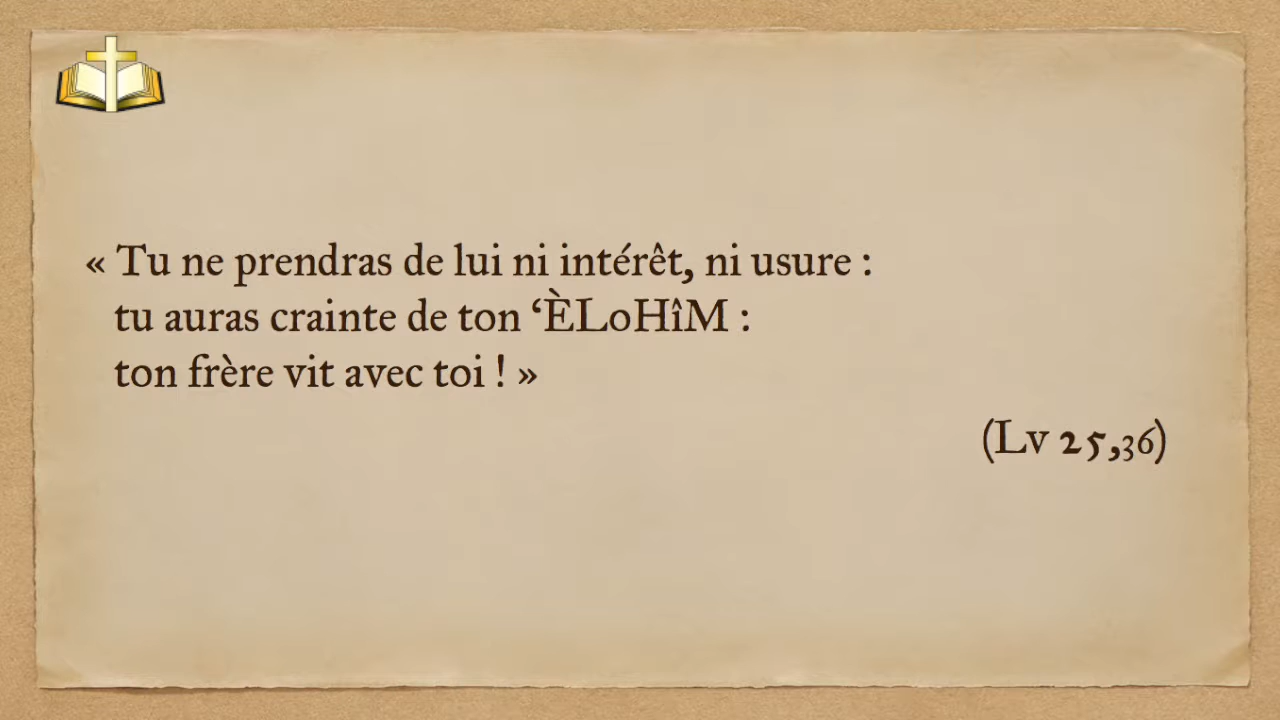 « Tu ne prendras de lui ni intérêt, ni usure :
tu auras crainte de ton ‘ÈLoHîM :
ton frère vit avec toi ! »
(Lv 25,36)